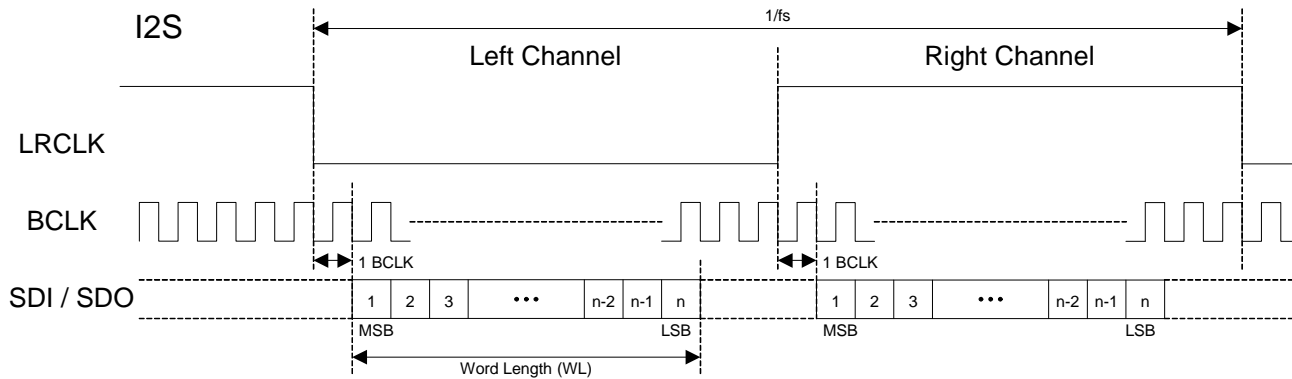 I2S
1/fs
Left Channel Right Channel
LRCLK
BCLK
1 BCLK 1 BCLK
SDI / SDO
1 2 3 ••• n-2 n-1 n 1 2 3 ••• n-2 n-1 n
MSB LSB MSB LSB
Word Length (WL)